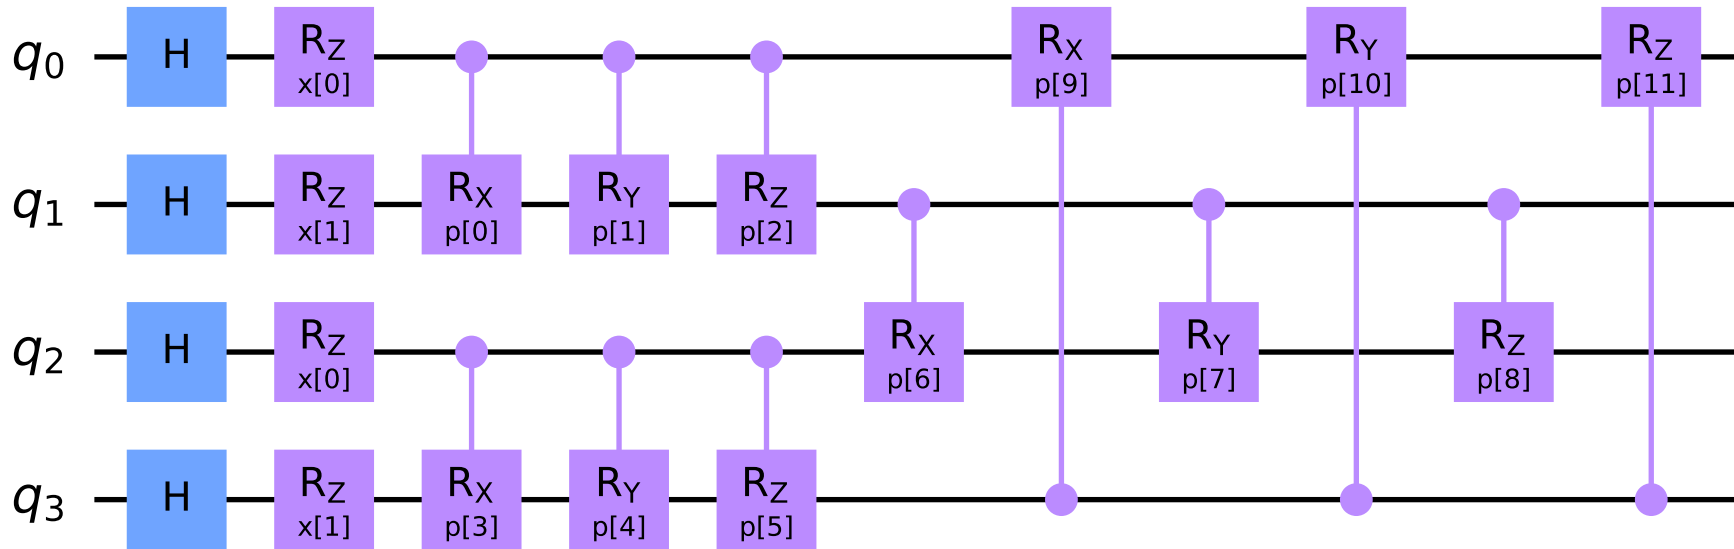 q0 H RZ RX RY RZ
x[0] p[9] p[10] p[11]
q1 H RZ RX RY RZ
x[1] p[0] p[1] p[2]
q2 H RZ RX RY RZ
x[0] p[6] p[7] p[8]
q3 H RZ RX RY RZ
x[1] p[3] p[4] p[5]